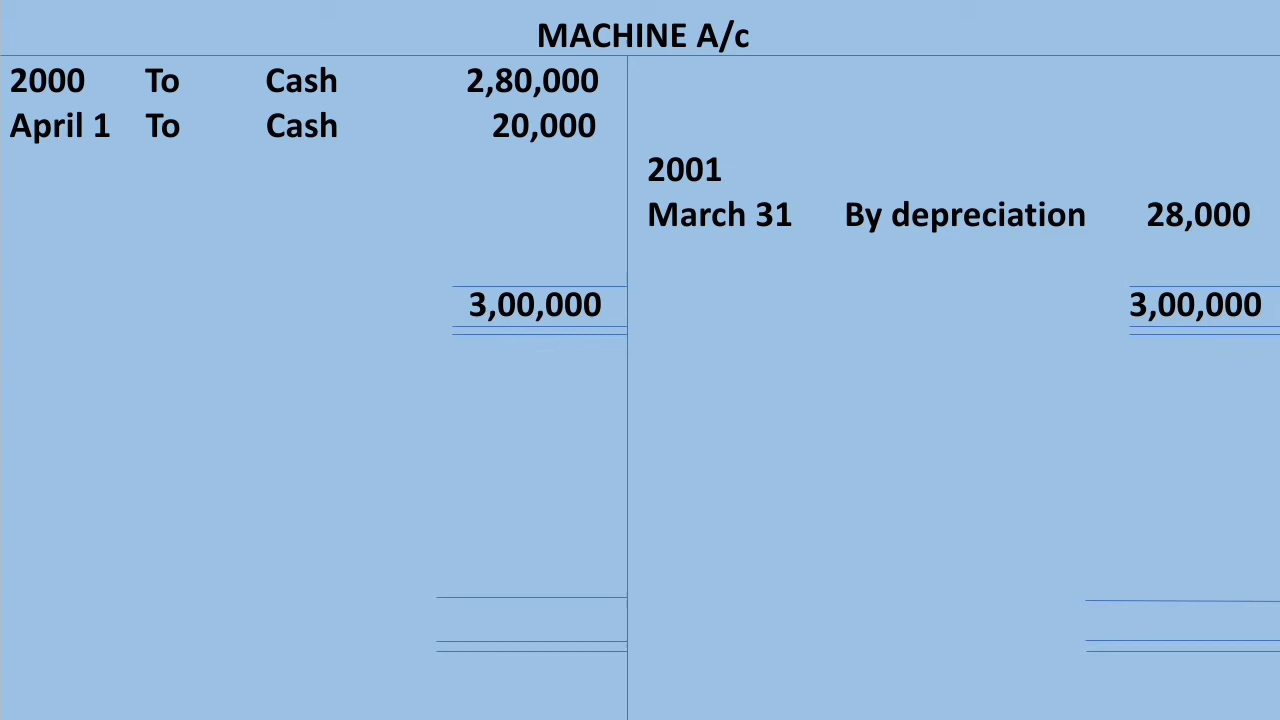 MACHINE A/c
2000 To Cash 2,80,000
April 1 To Cash 20,000
2001
March 31 By depreciation 28,000
3,00,000 3,00,000